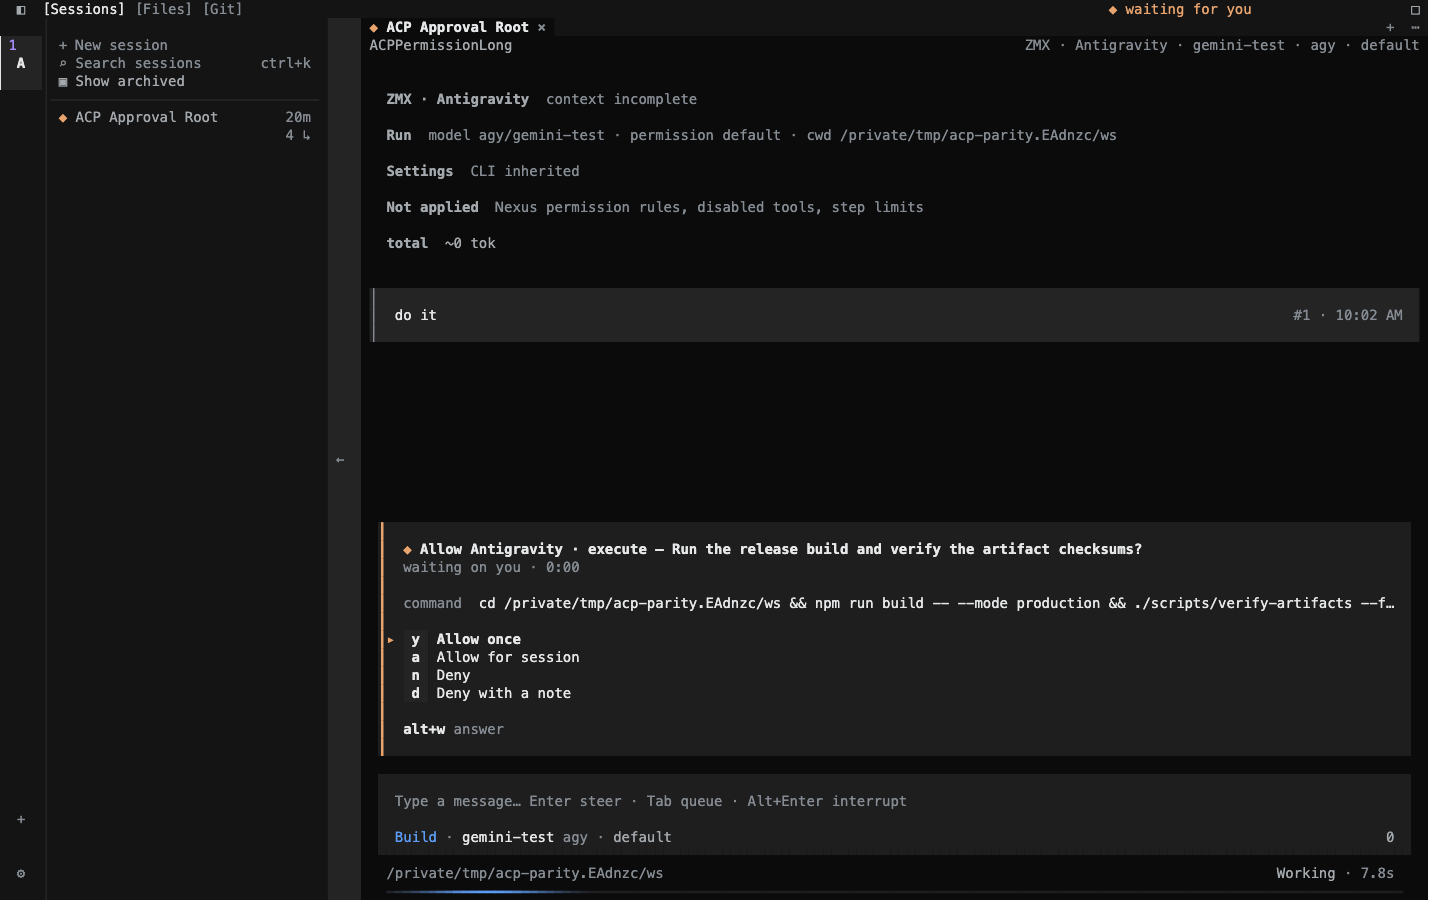 [Sessions] [Files] [Git]
◆ waiting for you
1
A
+ New session
⌕ Search sessions ctrl+k
▣ Show archived
◆ ACP Approval Root 20m
4 ↳
+
⚙
←
◆ ACP Approval Root ×
+ ⋯
ACPPermissionLong
ZMX · Antigravity · gemini-test · agy · default
ZMX · Antigravity context incomplete
Run model agy/gemini-test · permission default · cwd /private/tmp/acp-parity.EAdnzc/ws
Settings CLI inherited
Not applied Nexus permission rules, disabled tools, step limits
total ~0 tok
do it #1 · 10:02 AM
◆ Allow Antigravity · execute — Run the release build and verify the artifact checksums?
waiting on you · 0:00
command cd /private/tmp/acp-parity.EAdnzc/ws && npm run build -- --mode production && ./scripts/verify-artifacts --f…
▸ y Allow once
a Allow for session
n Deny
d Deny with a note
alt+w answer
Type a message… Enter steer · Tab queue · Alt+Enter interrupt
Build · gemini-test agy · default 0
/private/tmp/acp-parity.EAdnzc/ws Working · 7.8s